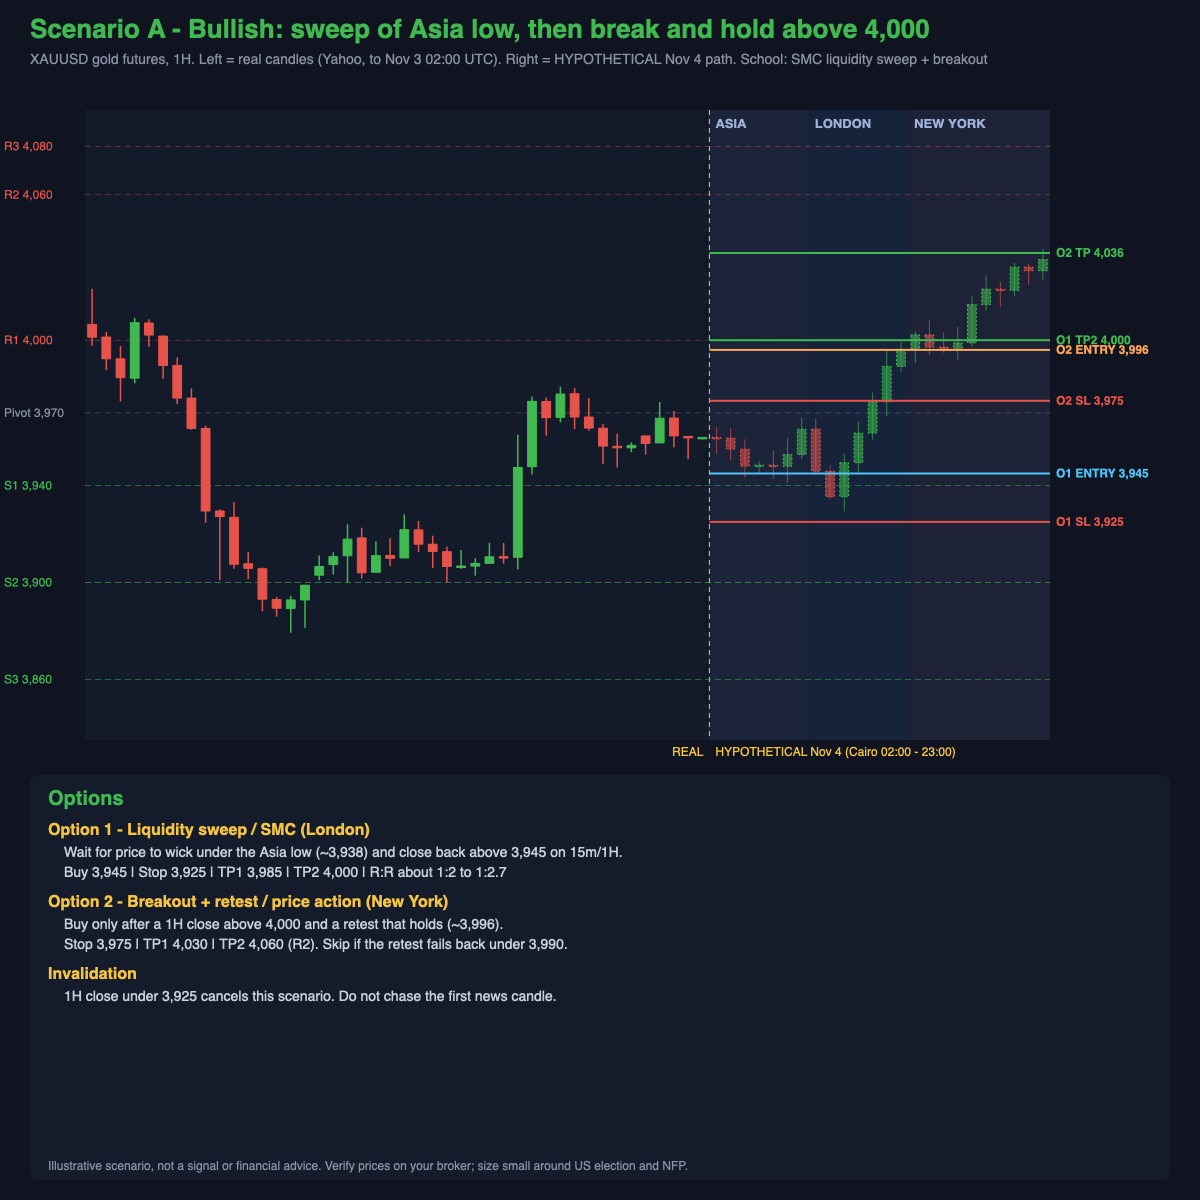 Scenario A - Bullish: sweep of Asia low, then break and hold above 4,000
XAUUSD gold futures, 1H. Left = real candles (Yahoo, to Nov 3 02:00 UTC). Right = HYPOTHETICAL Nov 4 path. School: SMC liquidity sweep + breakout
ASIA
LONDON
NEW YORK
R3 4,080
R2 4,060
O2 TP 4,036
R1 4,000
O1 TP2 4,000
O2 ENTRY 3,996
O2 SL 3,975
Pivot 3,970
O1 ENTRY 3,945
S1 3,940
O1 SL 3,925
S2 3,900
S3 3,860
REAL
HYPOTHETICAL Nov 4 (Cairo 02:00 - 23:00)
Options
Option 1 - Liquidity sweep / SMC (London)
Wait for price to wick under the Asia low (~3,938) and close back above 3,945 on 15m/1H.
Buy 3,945 | Stop 3,925 | TP1 3,985 | TP2 4,000 | R:R about 1:2 to 1:2.7
Option 2 - Breakout + retest / price action (New York)
Buy only after a 1H close above 4,000 and a retest that holds (~3,996).
Stop 3,975 | TP1 4,030 | TP2 4,060 (R2). Skip if the retest fails back under 3,990.
Invalidation
1H close under 3,925 cancels this scenario. Do not chase the first news candle.
Illustrative scenario, not a signal or financial advice. Verify prices on your broker; size small around US election and NFP.